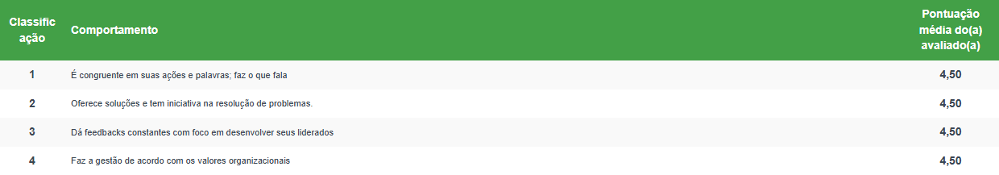 Classific
ação
Comportamento
Pontuação
média do(a)
avaliado(a)
1 É congruente em suas ações e palavras; faz o que fala 4,50
2 Oferece soluções e tem iniciativa na resolução de problemas. 4,50
3 Dá feedbacks constantes com foco em desenvolver seus liderados 4,50
4 Faz a gestão de acordo com os valores organizacionais 4,50